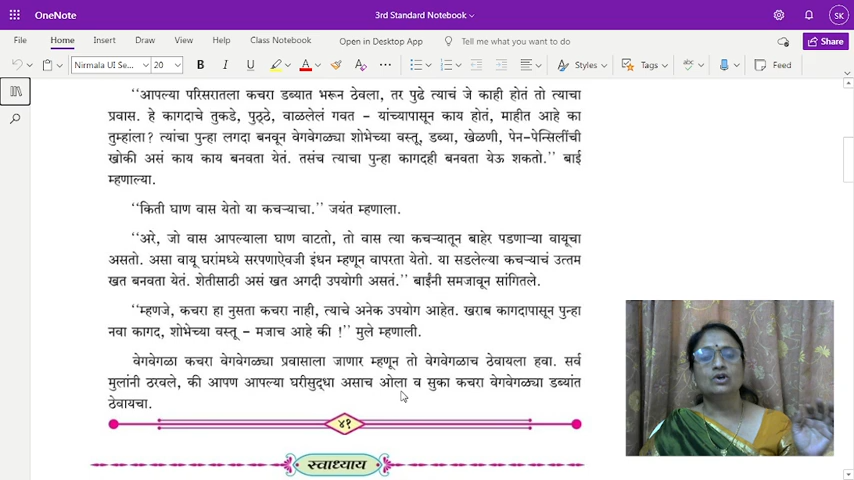 OneNote
3rd Standard Notebook
SK
File Home Insert Draw View Help Class Notebook Open in Desktop App Tell me what you want to do Share
Nirmala UI Se... 20 B I U A Styles Tags Feed
‘‘आपल्या परिसरातला कचरा डब्यात भरून ठेवला, तर पुढे त्याचं जे काही होतं तो त्याचा
प्रवास. हे कागदाचे तुकडे, पुठ्ठे, वाळलेलं गवत - यांच्यापासून काय होतं, माहीत आहे का
तुम्हांला? त्यांचा पुन्हा लगदा बनवून वेगवेगळ्या शोभेच्या वस्तू, डब्या, खेळणी, पेन-पेन्सिलींची
खोकी असं काय काय बनवता येतं. तसंच त्याचा पुन्हा कागदही बनवता येऊ शकतो.’’ बाई
म्हणाल्या.
‘‘किती घाण वास येतो या कचऱ्याचा.’’ जयंत म्हणाला.
‘‘अरे, जो वास आपल्याला घाण वाटतो, तो वास त्या कचऱ्यातून बाहेर पडणाऱ्या वायूचा
असतो. असा वायू घरांमध्ये सरपणाऐवजी इंधन म्हणून वापरता येतो. या सडलेल्या कचऱ्याचं उत्तम
खत बनवता येतं. शेतीसाठी असं खत अगदी उपयोगी असतं.’’ बाईंनी समजावून सांगितले.
‘‘म्हणजे, कचरा हा नुसता कचरा नाही, त्याचे अनेक उपयोग आहेत. खराब कागदापासून पुन्हा
नवा कागद, शोभेच्या वस्तू - मजाच आहे की !’’ मुले म्हणाली.
वेगवेगळा कचरा वेगवेगळ्या प्रवासाला जाणार म्हणून तो वेगवेगळाच ठेवायला हवा. सर्व
मुलांनी ठरवले, की आपण आपल्या घरीसुद्धा असाच ओला व सुका कचरा वेगवेगळ्या डब्यांत
ठेवायचा.
४१
स्वाध्याय